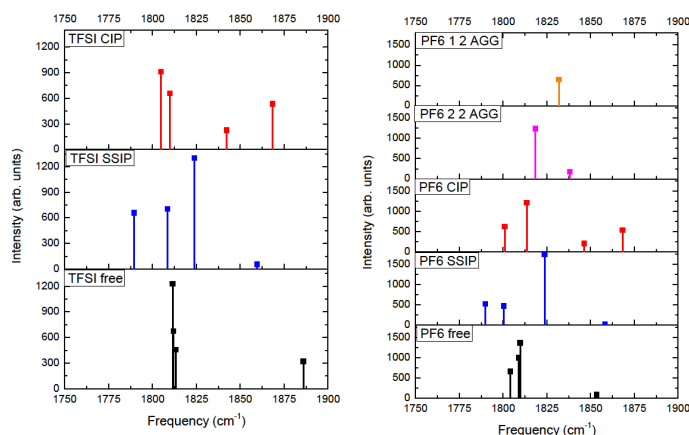 1750 1775 1800 1825 1850 1875 1900
1200
900
600
300
0
TFSI CIP
1200
900
600
300
0
TFSI SSIP
1200
900
600
300
0
TFSI free
1750 1775 1800 1825 1850 1875 1900
Frequency (cm-1)
Intensity (arb. units)
1750 1775 1800 1825 1850 1875 1900
1500
1000
500
0
PF6 1 2 AGG
1500
1000
500
0
PF6 2 2 AGG
1500
1000
500
0
PF6 CIP
1500
1000
500
0
PF6 SSIP
1500
1000
500
0
PF6 free
1750 1775 1800 1825 1850 1875 1900
Frequency (cm-1)
Intensity (arb. units)